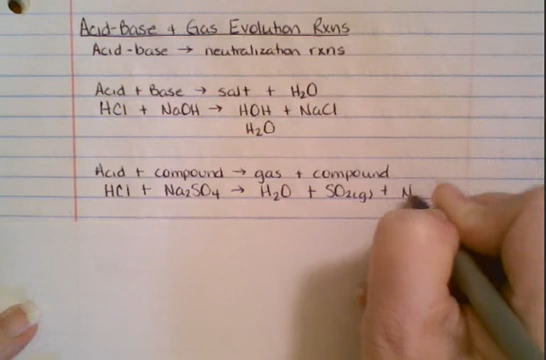 Acid-Base + Gas Evolution Rxns
Acid-base → neutralization rxns
Acid + Base → salt + H₂O
HCl + NaOH → HOH + NaCl
H₂O
Acid + compound → gas + compound
HCl + Na₂SO₄ → H₂O + SO₂(g) + N